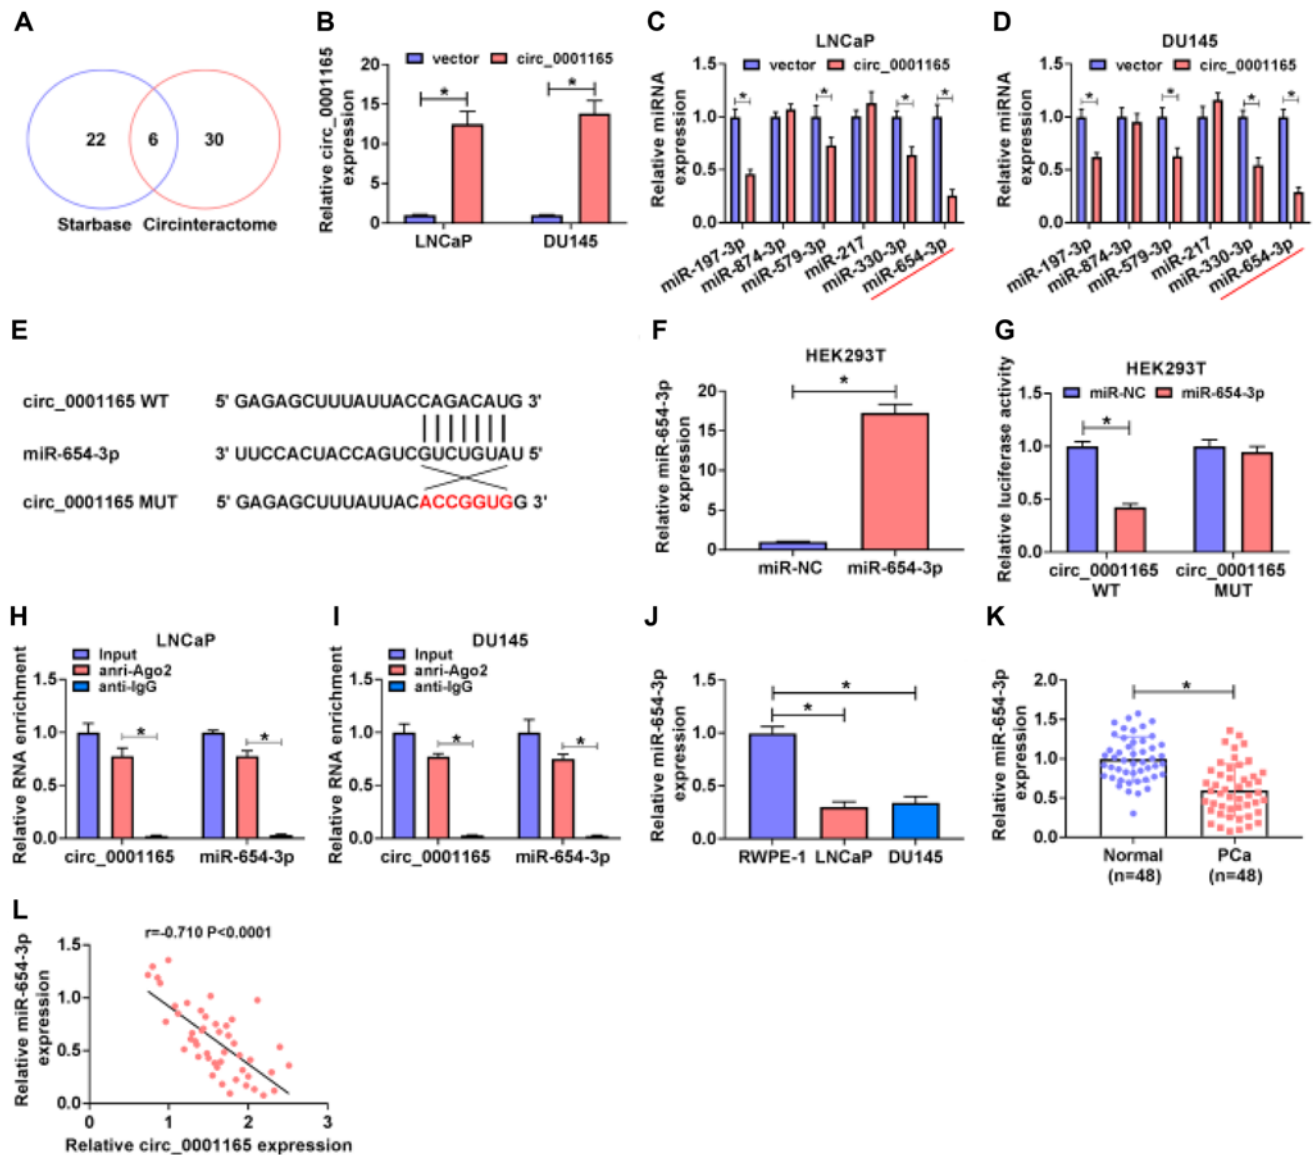 A
22
6
30
Starbase Circinteractome
B
Relative circ_0001165
expression
vector circ_0001165
20
15
10
5
0
*
*
LNCaP DU145
C
LNCaP
vector circ_0001165
Relative miRNA
expression
1.5
1.0
0.5
0.0
* * * *
miR-197-3p
miR-874-3p
miR-579-3p
miR-217
miR-330-3p
miR-654-3p
D
DU145
vector circ_0001165
Relative miRNA
expression
1.5
1.0
0.5
0.0
* * * *
miR-197-3p
miR-874-3p
miR-579-3p
miR-217
miR-330-3p
miR-654-3p
E
circ_0001165 WT 5' GAGAGCUUUAUUACCAGACAUG 3'
miR-654-3p 3' UUCCACUACCAGUCGUCUGUAU 5'
circ_0001165 MUT 5' GAGAGCUUUAUUACACCGGUGG 3'
F
HEK293T
Relative miR-654-3p
expression
20
15
10
5
0
*
miR-NC miR-654-3p
G
HEK293T
miR-NC miR-654-3p
Relative luciferase activity
1.5
1.0
0.5
0.0
*
circ_0001165 circ_0001165
WT MUT
H
LNCaP
Input
anri-Ago2
anti-IgG
Relative RNA enrichment
1.5
1.0
0.5
0.0
* *
circ_0001165 miR-654-3p
I
DU145
Input
anri-Ago2
anti-IgG
Relative RNA enrichment
1.5
1.0
0.5
0.0
* *
circ_0001165 miR-654-3p
J
Relative miR-654-3p
expression
1.5
1.0
0.5
0.0
*
*
RWPE-1 LNCaP DU145
K
Relative miR-654-3p
expression
2.0
1.5
1.0
0.5
0.0
*
Normal PCa
(n=48) (n=48)
L
r=-0.710 P<0.0001
Relative miR-654-3p
expression
1.5
1.0
0.5
0.0
0 1 2 3
Relative circ_0001165 expression